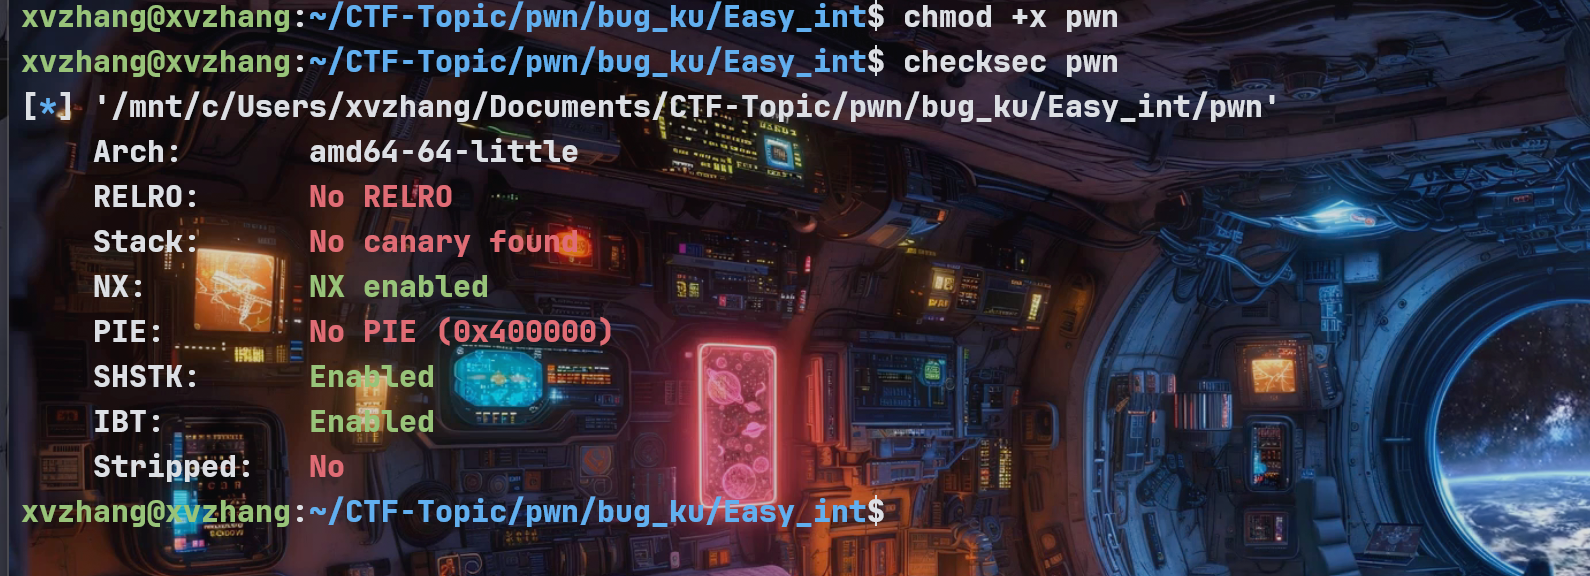 xvzhang@xvzhang:~/CTF-Topic/pwn/bug_ku/Easy_int$ chmod +x pwn
xvzhang@xvzhang:~/CTF-Topic/pwn/bug_ku/Easy_int$ checksec pwn
[*] '/mnt/c/Users/xvzhang/Documents/CTF-Topic/pwn/bug_ku/Easy_int/pwn'
    Arch:       amd64-64-little
    RELRO:      No RELRO
    Stack:      No canary found
    NX:         NX enabled
    PIE:        No PIE (0x400000)
    SHSTK:      Enabled
    IBT:        Enabled
    Stripped:   No
xvzhang@xvzhang:~/CTF-Topic/pwn/bug_ku/Easy_int$